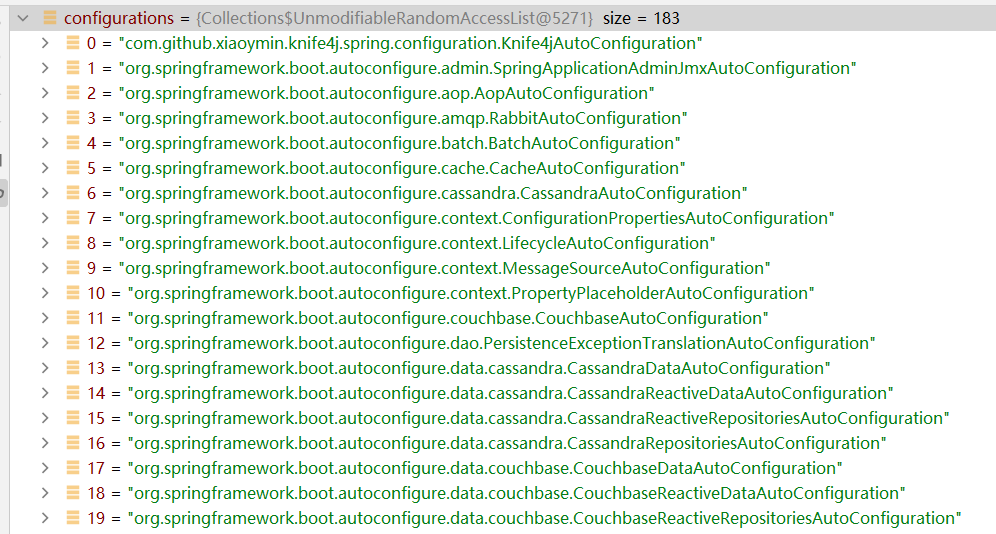 configurations = {Collections$UnmodifiableRandomAccessList@5271} size = 183
0 = "com.github.xiaoymin.knife4j.spring.configuration.Knife4jAutoConfiguration"
1 = "org.springframework.boot.autoconfigure.admin.SpringApplicationAdminJmxAutoConfiguration"
2 = "org.springframework.boot.autoconfigure.aop.AopAutoConfiguration"
3 = "org.springframework.boot.autoconfigure.amqp.RabbitAutoConfiguration"
4 = "org.springframework.boot.autoconfigure.batch.BatchAutoConfiguration"
5 = "org.springframework.boot.autoconfigure.cache.CacheAutoConfiguration"
6 = "org.springframework.boot.autoconfigure.cassandra.CassandraAutoConfiguration"
7 = "org.springframework.boot.autoconfigure.context.ConfigurationPropertiesAutoConfiguration"
8 = "org.springframework.boot.autoconfigure.context.LifecycleAutoConfiguration"
9 = "org.springframework.boot.autoconfigure.context.MessageSourceAutoConfiguration"
10 = "org.springframework.boot.autoconfigure.context.PropertyPlaceholderAutoConfiguration"
11 = "org.springframework.boot.autoconfigure.couchbase.CouchbaseAutoConfiguration"
12 = "org.springframework.boot.autoconfigure.dao.PersistenceExceptionTranslationAutoConfiguration"
13 = "org.springframework.boot.autoconfigure.data.cassandra.CassandraDataAutoConfiguration"
14 = "org.springframework.boot.autoconfigure.data.cassandra.CassandraReactiveDataAutoConfiguration"
15 = "org.springframework.boot.autoconfigure.data.cassandra.CassandraReactiveRepositoriesAutoConfiguration"
16 = "org.springframework.boot.autoconfigure.data.cassandra.CassandraRepositoriesAutoConfiguration"
17 = "org.springframework.boot.autoconfigure.data.couchbase.CouchbaseDataAutoConfiguration"
18 = "org.springframework.boot.autoconfigure.data.couchbase.CouchbaseReactiveDataAutoConfiguration"
19 = "org.springframework.boot.autoconfigure.data.couchbase.CouchbaseReactiveRepositoriesAutoConfiguration"